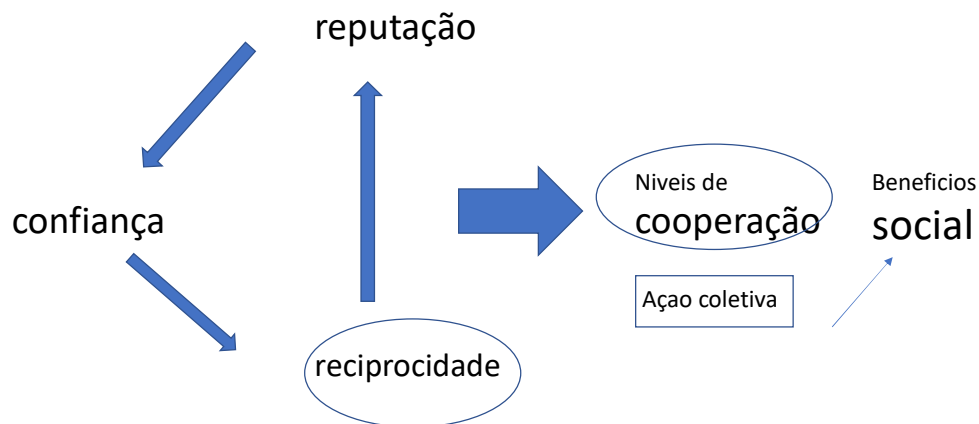 reputação
confiança
reciprocidade
Niveis de
cooperação
Açao coletiva
Beneficios
social